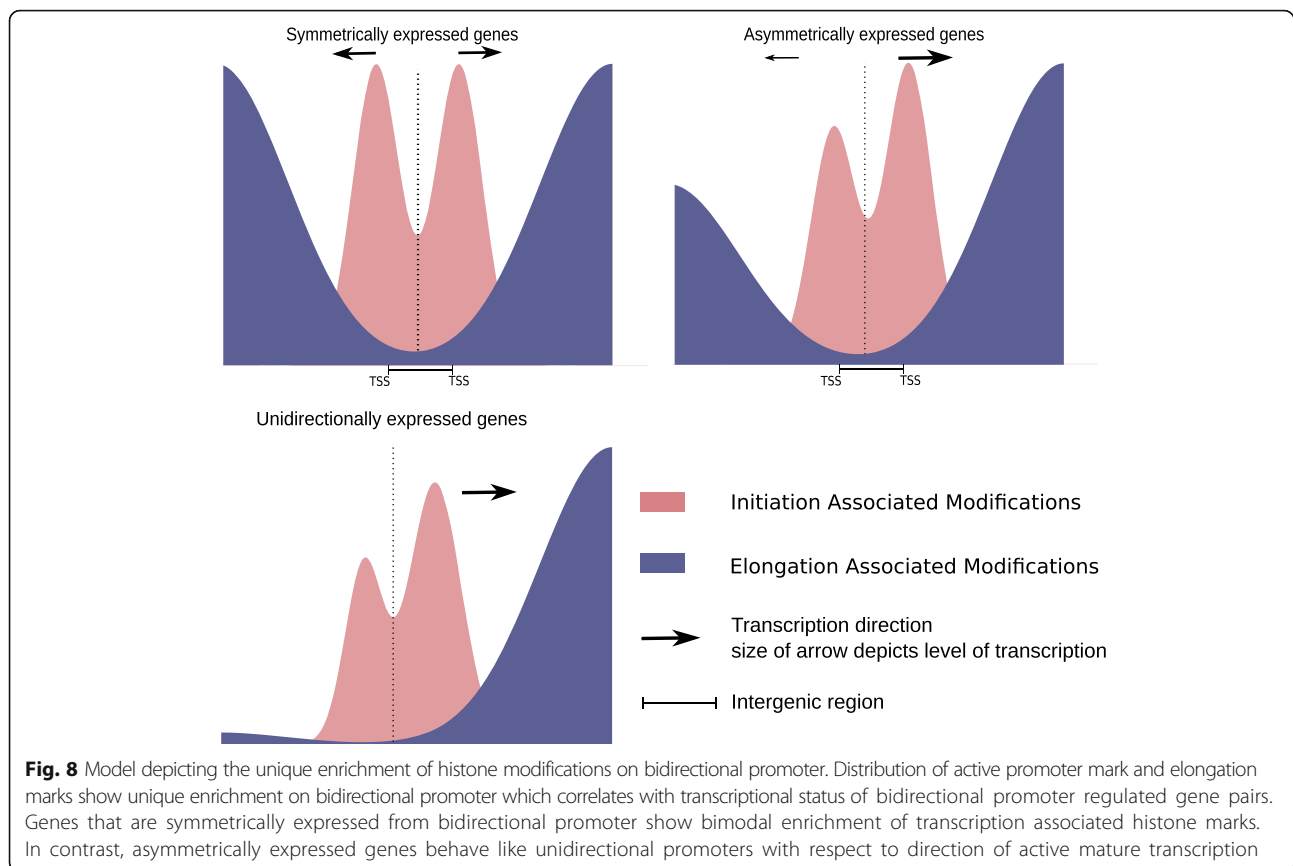 Symmetrically expressed genes
Asymmetrically expressed genes
TSS TSS
TSS TSS
Unidirectionally expressed genes
Initiation Associated Modifications
Elongation Associated Modifications
Transcription direction
size of arrow depicts level of transcription
Intergenic region
Fig. 8 Model depicting the unique enrichment of histone modifications on bidirectional promoter. Distribution of active promoter mark and elongation
marks show unique enrichment on bidirectional promoter which correlates with transcriptional status of bidirectional promoter regulated gene pairs.
Genes that are symmetrically expressed from bidirectional promoter show bimodal enrichment of transcription associated histone marks.
In contrast, asymmetrically expressed genes behave like unidirectional promoters with respect to direction of active mature transcription